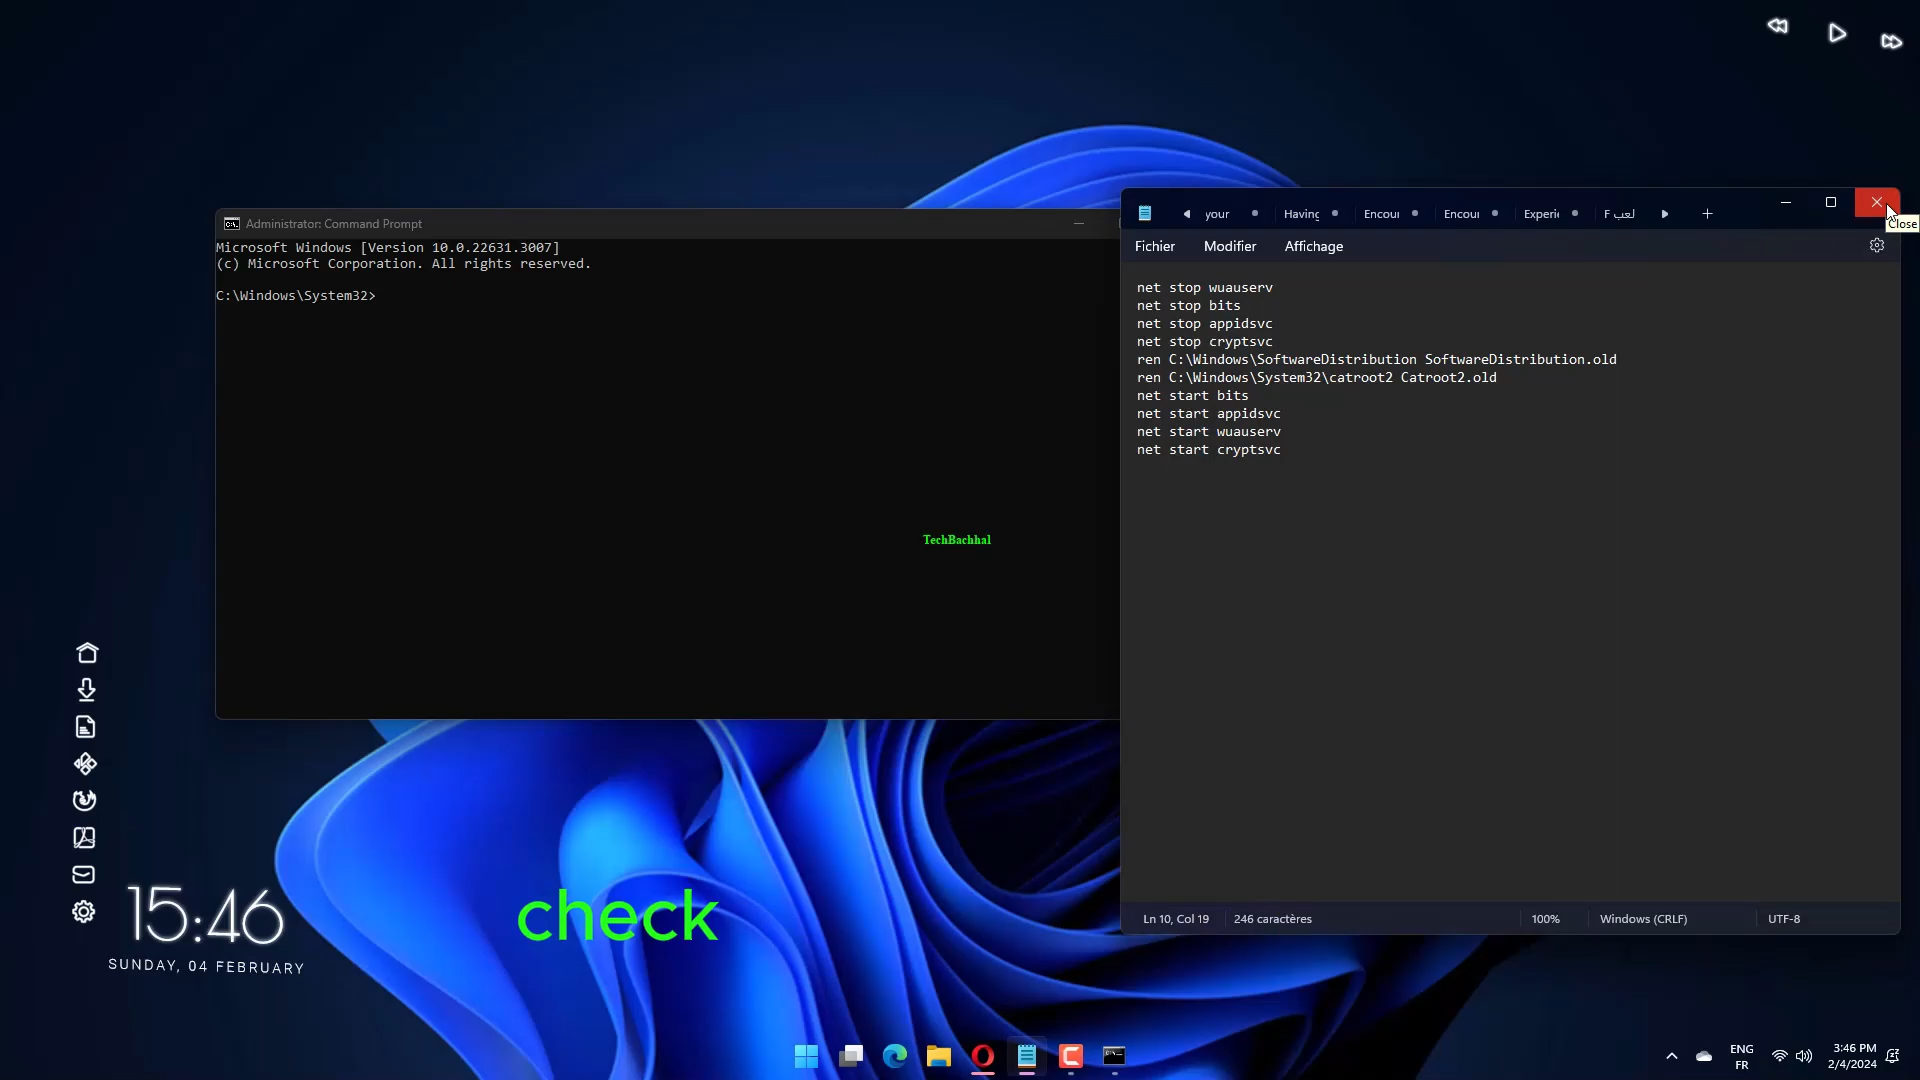 Administrator: Command Prompt
Microsoft Windows [Version 10.0.22631.3007]
(c) Microsoft Corporation. All rights reserved.
C:\Windows\System32>
your
Having
Encour
Encour
Experie
لعب F
Close
Fichier Modifier Affichage
net stop wuauserv
net stop bits
net stop appidsvc
net stop cryptsvc
ren C:\Windows\SoftwareDistribution SoftwareDistribution.old
ren C:\Windows\System32\catroot2 Catroot2.old
net start bits
net start appidsvc
net start wuauserv
net start cryptsvc
Ln 10, Col 19
246 caractères
100%
Windows (CRLF)
UTF-8
TechBachhal
15:46
SUNDAY, 04 FEBRUARY
check
ENG
FR
3:46 PM
2/4/2024